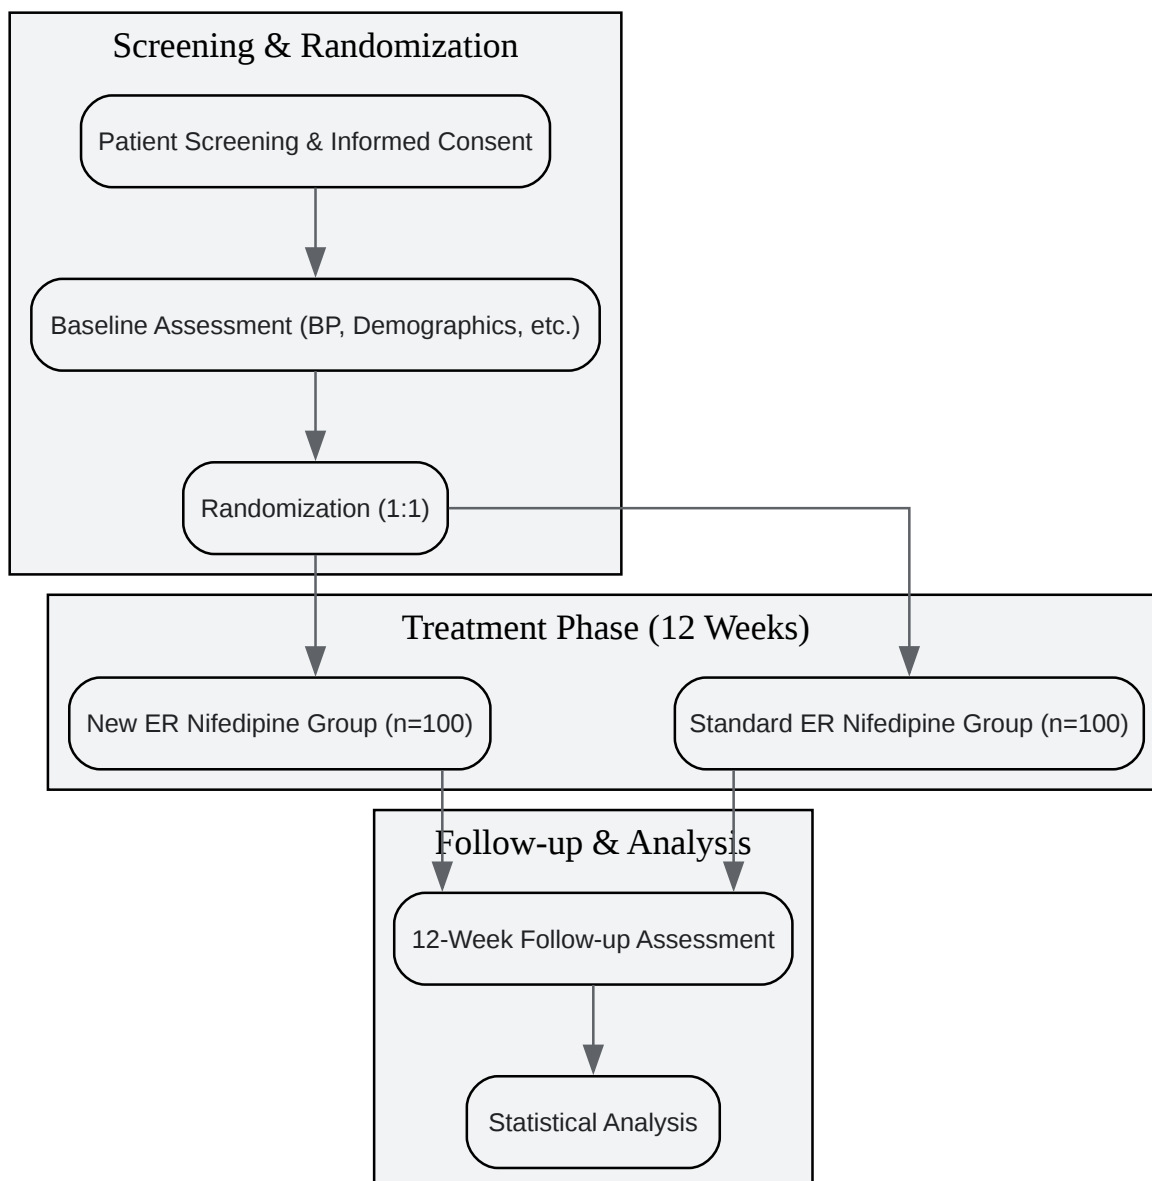 Screening & Randomization
Patient Screening & Informed Consent
Baseline Assessment (BP, Demographics, etc.)
Randomization (1:1)
Treatment Phase (12 Weeks)
New ER Nifedipine Group (n=100)
Standard ER Nifedipine Group (n=100)
Follow-up & Analysis
12-Week Follow-up Assessment
Statistical Analysis